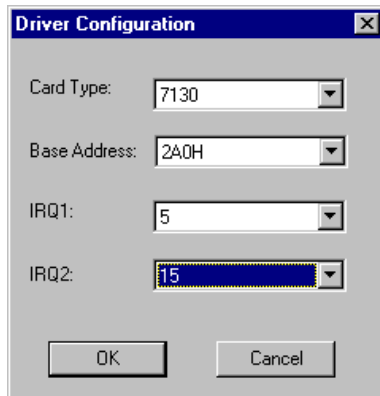 Driver Configuration
Card Type: 7130
Base Address: 2A0H
IRQ1: 5
IRQ2: 15
OK Cancel